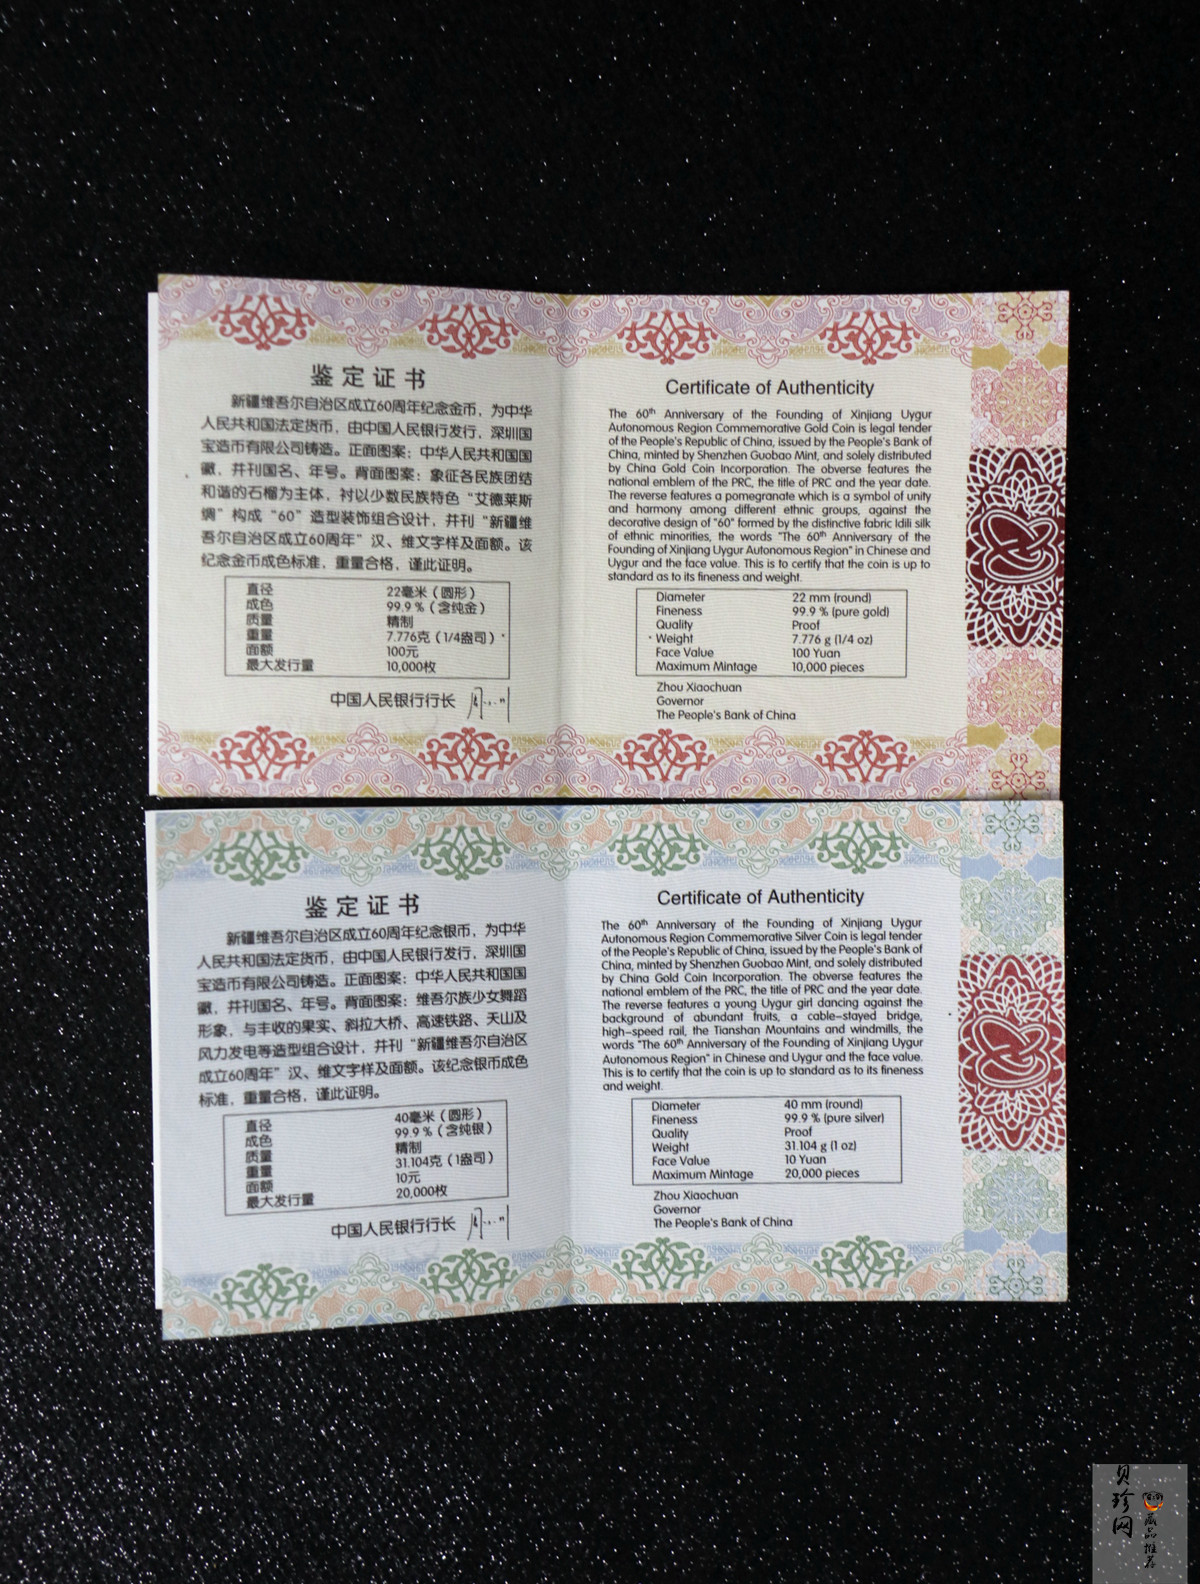 鉴定证书
新疆维吾尔自治区成立60周年纪念金币，为中华
人民共和国法定货币，由中国人民银行发行，深圳国
宝造币有限公司铸造。正面图案：中华人民共和国国
徽，并刊国名、年号。背面图案：象征各民族团结
和谐的石榴为主体，衬以少数民族特色“艾德莱斯
绸”构成“60”造型装饰组合设计，并刊“新疆维
吾尔自治区成立60周年”汉、维文字样及面额。该
纪念金币成色标准，重量合格，谨此证明。
直径 22毫米（圆形）
成色 99.9％（含纯金）
质量 精制
重量 7.776克（1/4盎司）
面额 100元
最大发行量 10,000枚
中国人民银行行长
Certificate of Authenticity
The 60th Anniversary of the Founding of Xinjiang Uygur
Autonomous Region Commemorative Gold Coin is legal tender
of the People's Republic of China, issued by the People's Bank of
China, minted by Shenzhen Guobao Mint, and solely distributed
by China Gold Coin Incorporation. The obverse features the
national emblem of the PRC, the title of PRC and the year date.
The reverse features a pomegranate which is a symbol of unity
and harmony among different ethnic groups, against the
decorative design of "60" formed by the distinctive fabric Idili silk
of ethnic minorities, the words "The 60th Anniversary of the
Founding of Xinjiang Uygur Autonomous Region" in Chinese and
Uygur and the face value. This is to certify that the coin is up to
standard as to its fineness and weight.
Diameter 22 mm (round)
Fineness 99.9 % (pure gold)
Quality Proof
Weight 7.776 g (1/4 oz)
Face Value 100 Yuan
Maximum Mintage 10,000 pieces
Zhou Xiaochuan
Governor
The People's Bank of China
鉴定证书
新疆维吾尔自治区成立60周年纪念银币，为中华
人民共和国法定货币，由中国人民银行发行，深圳国
宝造币有限公司铸造。正面图案：中华人民共和国国
徽，并刊国名、年号。背面图案：维吾尔族少女舞蹈
形象，与丰收的果实、斜拉大桥、高速铁路、天山及
风力发电等造型组合设计，并刊“新疆维吾尔自治区
成立60周年”汉、维文字样及面额。该纪念银币成色
标准，重量合格，谨此证明。
直径 40毫米（圆形）
成色 99.9％（含纯银）
质量 精制
重量 31.104克（1盎司）
面额 10元
最大发行量 20,000枚
中国人民银行行长
Certificate of Authenticity
The 60th Anniversary of the Founding of Xinjiang Uygur
Autonomous Region Commemorative Silver Coin is legal tender
of the People's Republic of China, issued by the People's Bank of
China, minted by Shenzhen Guobao Mint, and solely distributed
by China Gold Coin Incorporation. The obverse features the
national emblem of the PRC, the title of PRC and the year date.
The reverse features a young Uygur girl dancing against the
background of abundant fruits, a cable-stayed bridge,
high-speed rail, the Tianshan Mountains and windmills, the
words "The 60th Anniversary of the Founding of Xinjiang Uygur
Autonomous Region" in Chinese and Uygur and the face value.
This is to certify that the coin is up to standard as to its fineness
and weight.
Diameter 40 mm (round)
Fineness 99.9 % (pure silver)
Quality Proof
Weight 31.104 g (1 oz)
Face Value 10 Yuan
Maximum Mintage 20,000 pieces
Zhou Xiaochuan
Governor
The People's Bank of China
贝珍网
藏品推荐